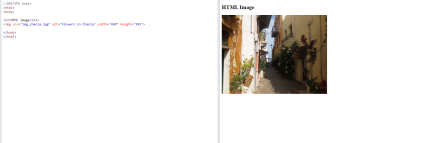 <!DOCTYPE html>
<html>
<body>
<h2>HTML Image</h2>
<img src="img_chania.jpg" alt="Flowers in Chania" width="460" height="345">
</body>
</html>
HTML Image